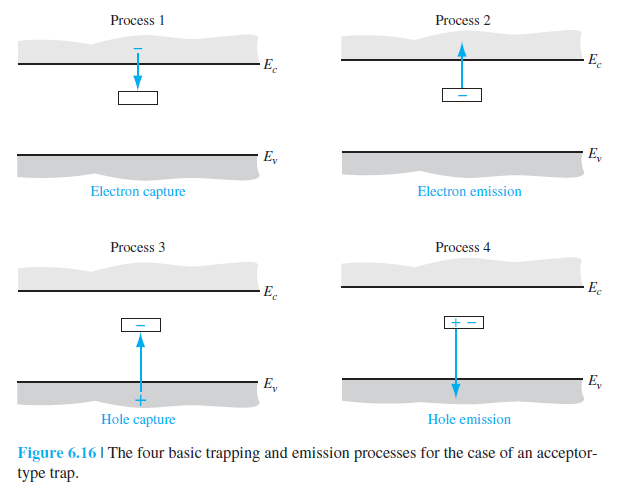 Process 1
Process 2
−
E_c
E_c
−
E_v
E_v
Electron capture
Electron emission
Process 3
Process 4
E_c
E_c
−
+ −
E_v
E_v
+
Hole capture
Hole emission
Figure 6.16 | The four basic trapping and emission processes for the case of an acceptor-
type trap.